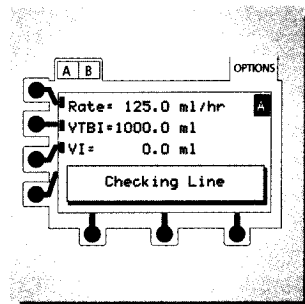 A B
OPTIONS
Rate= 125.0 ml/hr A
VTBI=1000.0 ml
VI= 0.0 ml
Checking Line